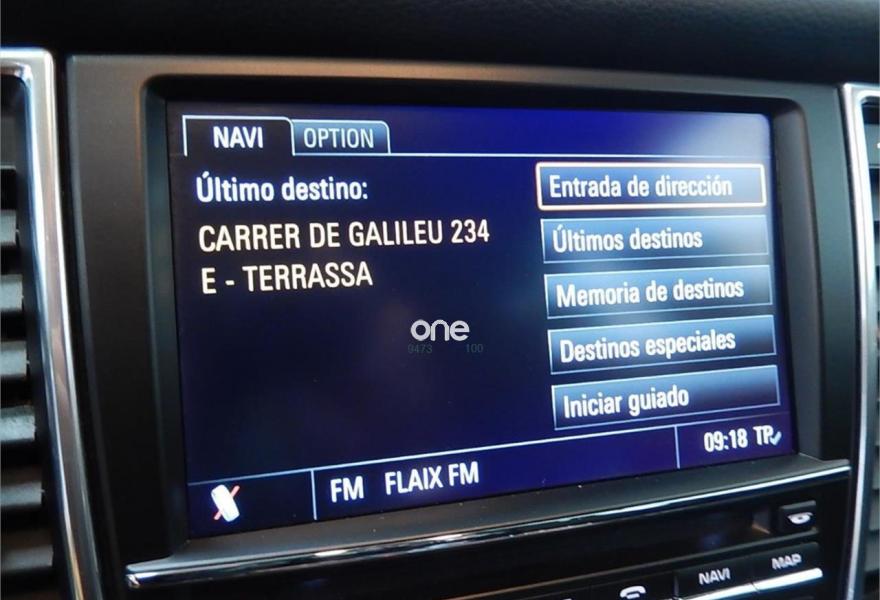 NAVI
OPTION
Último destino:
CARRER DE GALILEU 234
E - TERRASSA
Entrada de dirección
Últimos destinos
Memoria de destinos
Destinos especiales
Iniciar guiado
one
9473 100
FM FLAIX FM
09:18 TP
NAVI
MAP